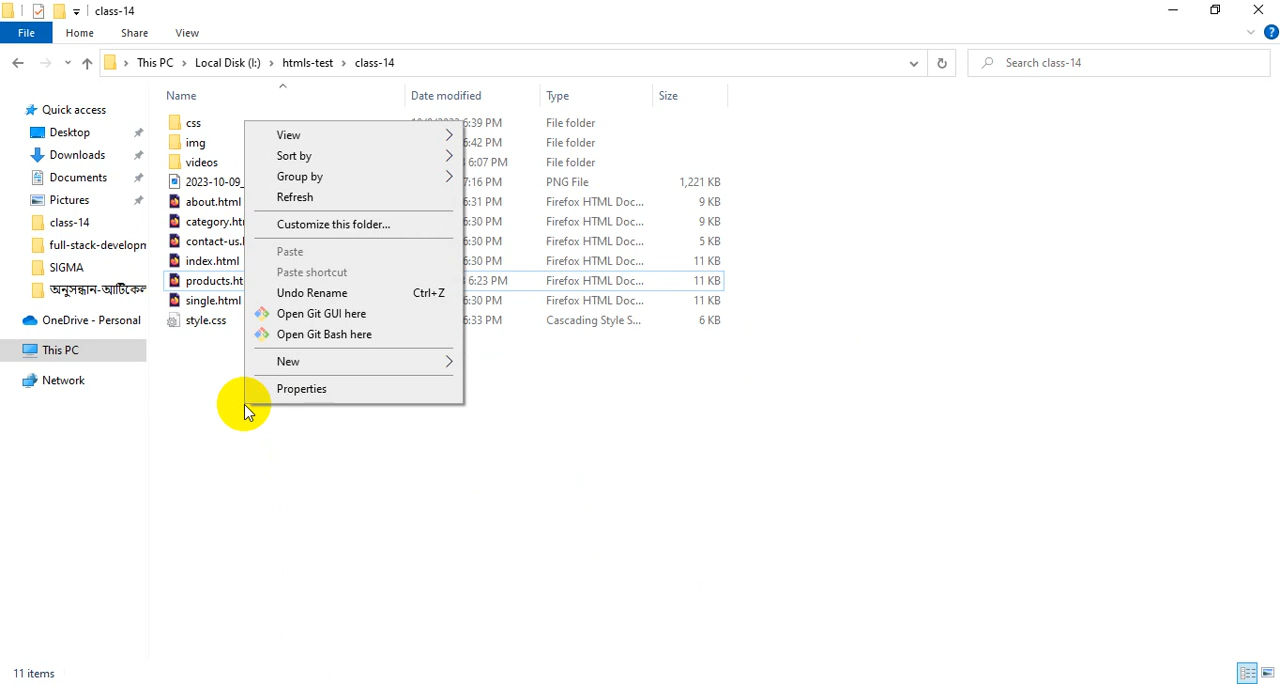 class-14
File Home Share View
This PC Local Disk (I:) htmls-test class-14
Search class-14
Name Date modified Type Size
Quick access
Desktop
Downloads
Documents
Pictures
class-14
full-stack-developm
SIGMA
OneDrive - Personal
This PC
Network
css 6:39 PM File folder
img 6:42 PM File folder
videos 6:07 PM File folder
2023-10-09_ 7:16 PM PNG File 1,221 KB
about.html 6:31 PM Firefox HTML Doc... 9 KB
category.htr 6:30 PM Firefox HTML Doc... 9 KB
contact-us.l 6:30 PM Firefox HTML Doc... 5 KB
index.html 6:30 PM Firefox HTML Doc... 11 KB
products.ht 6:23 PM Firefox HTML Doc... 11 KB
single.html 6:30 PM Firefox HTML Doc... 11 KB
style.css 6:33 PM Cascading Style S... 6 KB
View
Sort by
Group by
Refresh
Customize this folder...
Paste
Paste shortcut
Undo Rename Ctrl+Z
Open Git GUI here
Open Git Bash here
New
Properties
11 items